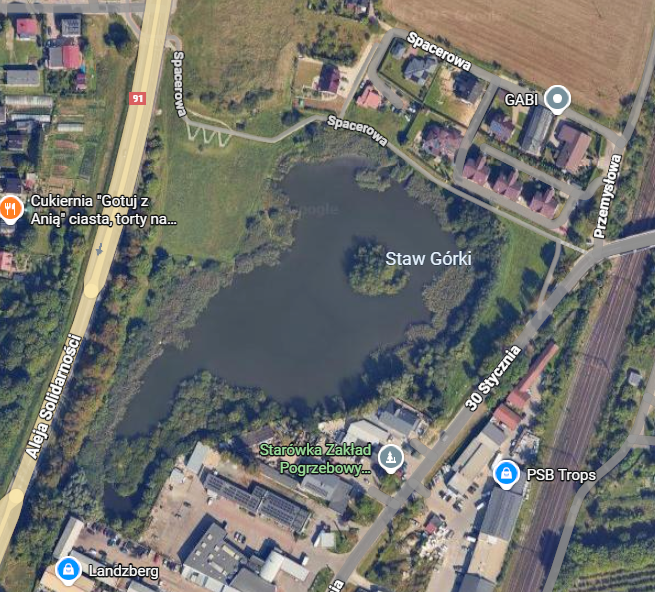 Spacerowa
Spacerowa
GABI
91
Spacerowa
Przemysłowa
Cukiernia "Gotuj z
Anią" ciasta, torty na...
Google
Staw Górki
Aleja Solidarności
30 Stycznia
Starówka Zakład
Pogrzebowy...
PSB Trops
Landzberg